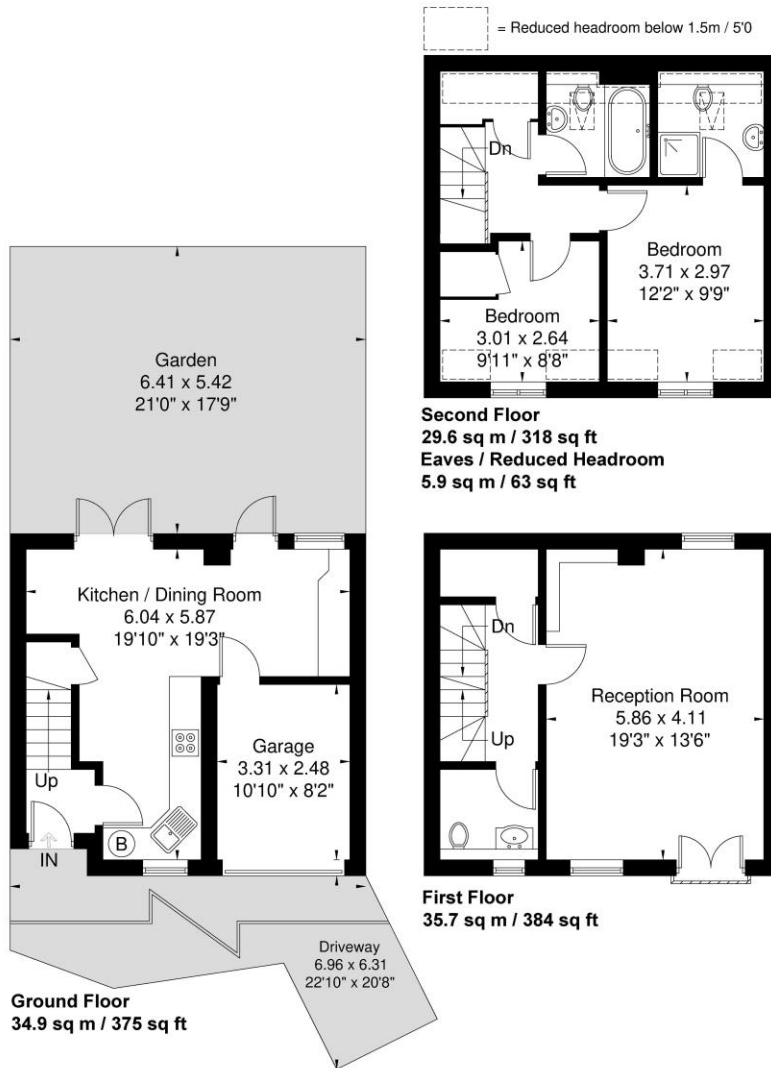 = Reduced headroom below 1.5m / 5'0
Dn
Bedroom
3.71 x 2.97
12'2" x 9'9"
Bedroom
3.01 x 2.64
9'11" x 8'8"
Second Floor
29.6 sq m / 318 sq ft
Eaves / Reduced Headroom
5.9 sq m / 63 sq ft
Garden
6.41 x 5.42
21'0" x 17'9"
Kitchen / Dining Room
6.04 x 5.87
19'10" x 19'3"
Garage
3.31 x 2.48
10'10" x 8'2"
Up
B
IN
Driveway
6.96 x 6.31
22'10" x 20'8"
Ground Floor
34.9 sq m / 375 sq ft
Dn
Up
Reception Room
5.86 x 4.11
19'3" x 13'6"
First Floor
35.7 sq m / 384 sq ft